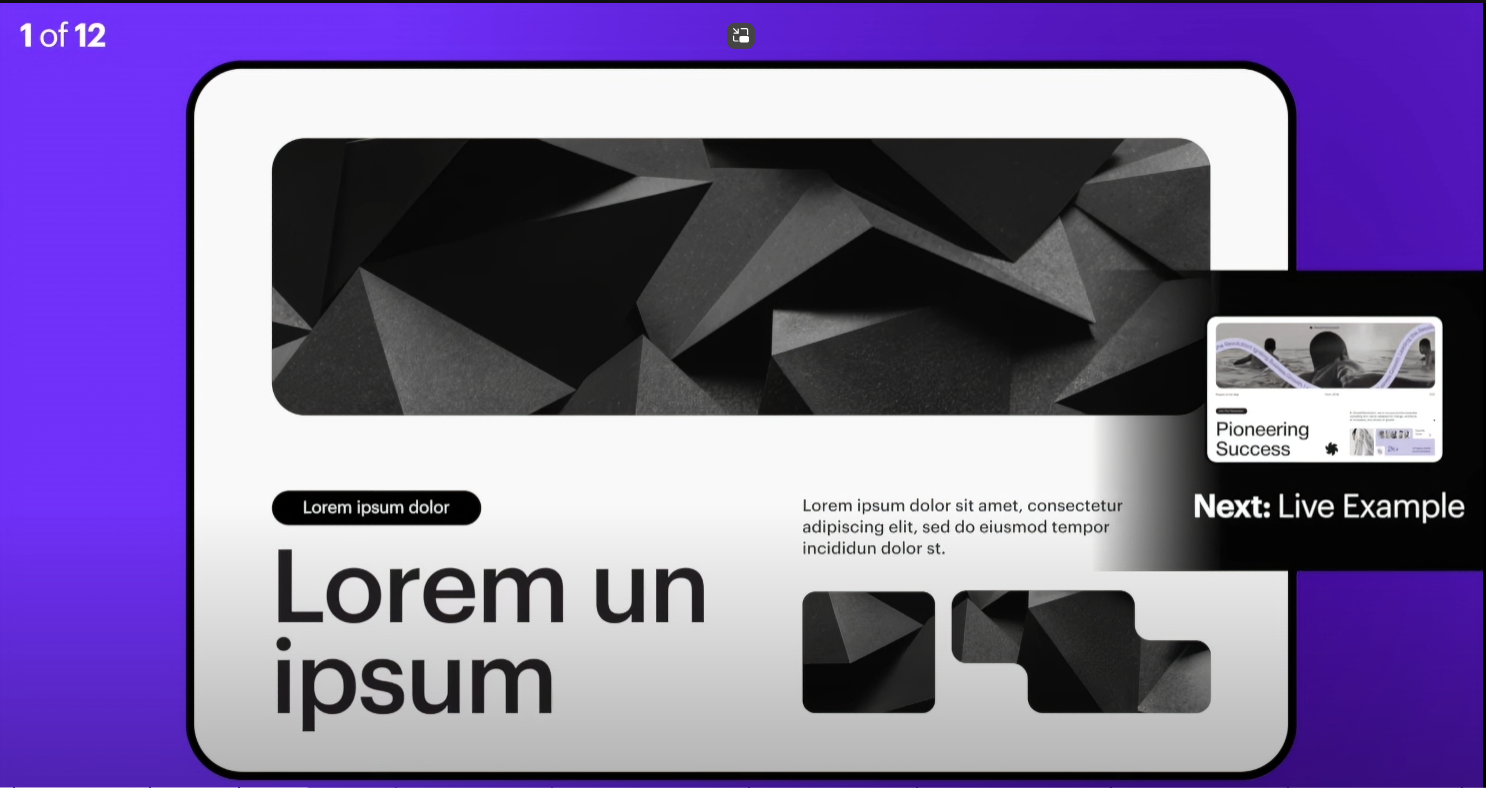 1 of 12
Lorem ipsum dolor
Lorem un
ipsum
Lorem ipsum dolor sit amet, consectetur
adipiscing elit, sed do eiusmod tempor
incididun dolor st.
Pioneering
Success
Next: Live Example